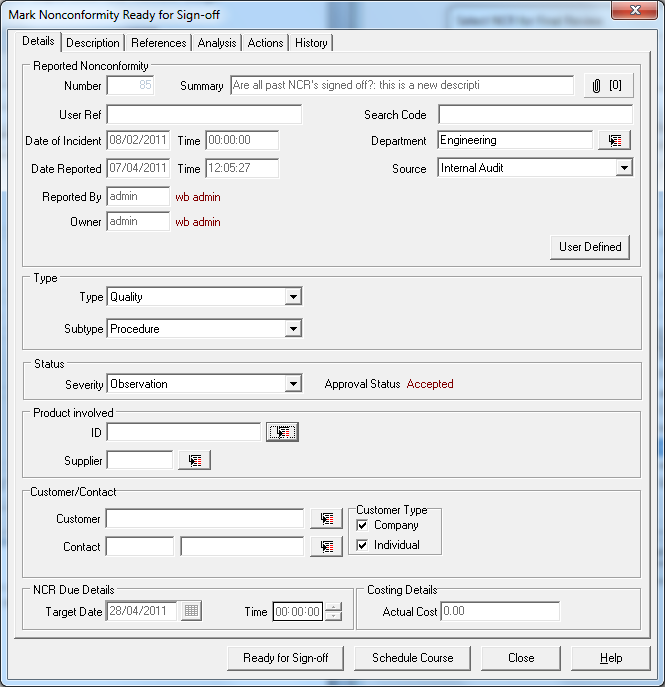 Mark Nonconformity Ready for Sign-off
Select NCR for Final Review
Details Description References Analysis Actions History
Reported Nonconformity
Number 85 Summary Are all past NCR's signed off?: this is a new descripti [0]
User Ref Search Code
Date of Incident 08/02/2011 Time 00:00:00 Department Engineering
Date Reported 07/04/2011 Time 12:05:27 Source Internal Audit
Reported By admin wb admin
Owner admin wb admin
User Defined
Type
Type Quality
Subtype Procedure
Status
Severity Observation Approval Status Accepted
Product involved
ID
Supplier
Customer/Contact
Customer Customer Type
Company
Contact Individual
NCR Due Details Costing Details
Target Date 28/04/2011 Time 00:00:00 Actual Cost 0.00
Ready for Sign-off Schedule Course Close Help